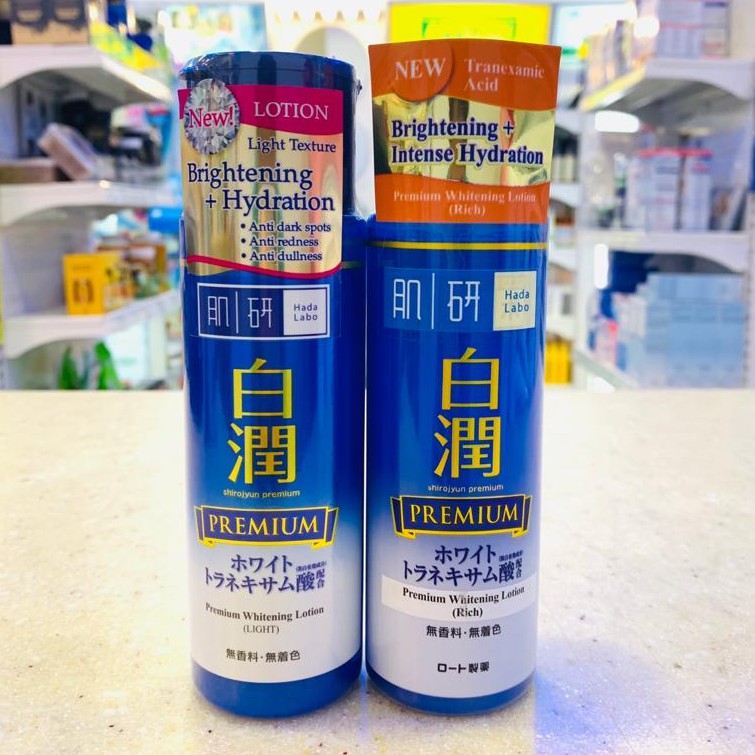 New!
LOTION
Light Texture
Brightening
+ Hydration
• Anti dark spots
• Anti redness
• Anti dullness
肌研
Hada
Labo
白
潤
shirojyun premium
PREMIUM
ホワイト
トラネキサム酸配合
Premium Whitening Lotion
(LIGHT)
無香料・無着色
NEW
Tranexamic
Acid
Brightening +
Intense Hydration
Premium Whitening Lotion
(Rich)
肌研
Hada
Labo
白
潤
shirojyun premium
PREMIUM
ホワイト
トラネキサム酸配合
Premium Whitening Lotion
(Rich)
無香料・無着色
ロート製薬